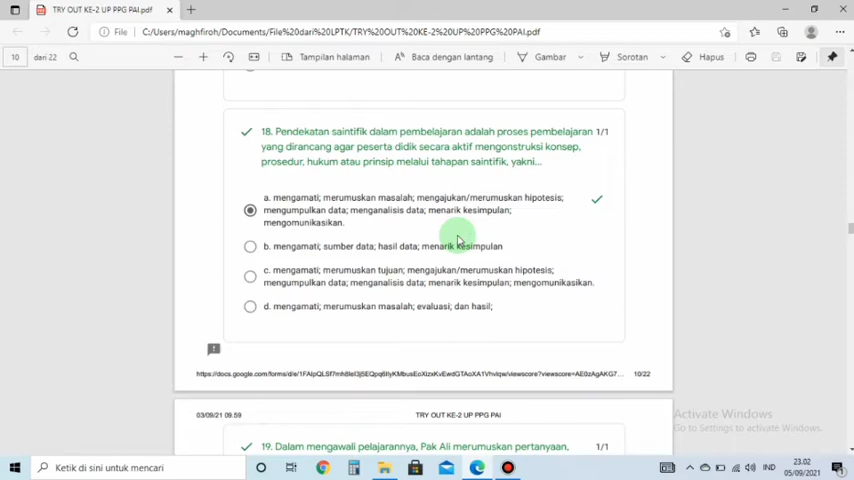 TRY OUT KE-2 UP PPG PAI.pdf
File
C:/Users/maghfiroh/Documents/File%20dari%20LPTK/TRY%20OUT%20KE-2%20UP%20PPG%20PAI.pdf
10
dari 22
Tampilan halaman
Baca dengan lantang
Gambar
Sorotan
Hapus
18. Pendekatan saintifik dalam pembelajaran adalah proses pembelajaran 1/1
yang dirancang agar peserta didik secara aktif mengonstruksi konsep,
prosedur, hukum atau prinsip melalui tahapan saintifik, yakni...
a. mengamati; merumuskan masalah; mengajukan/merumuskan hipotesis;
mengumpulkan data; menganalisis data; menarik kesimpulan;
mengomunikasikan.
b. mengamati; sumber data; hasil data; menarik kesimpulan
c. mengamati; merumuskan tujuan; mengajukan/merumuskan hipotesis;
mengumpulkan data; menganalisis data; menarik kesimpulan; mengomunikasikan.
d. mengamati; merumuskan masalah; evaluasi; dan hasil;
10/22
03/09/21 09.59
TRY OUT KE-2 UP PPG PAI
Activate Windows
Go to Settings to activate Windows.
19. Dalam mengawali pelajarannya, Pak Ali merumuskan pertanyaan, 1/1
Ketik di sini untuk mencari
IND
23.02
05/09/2021